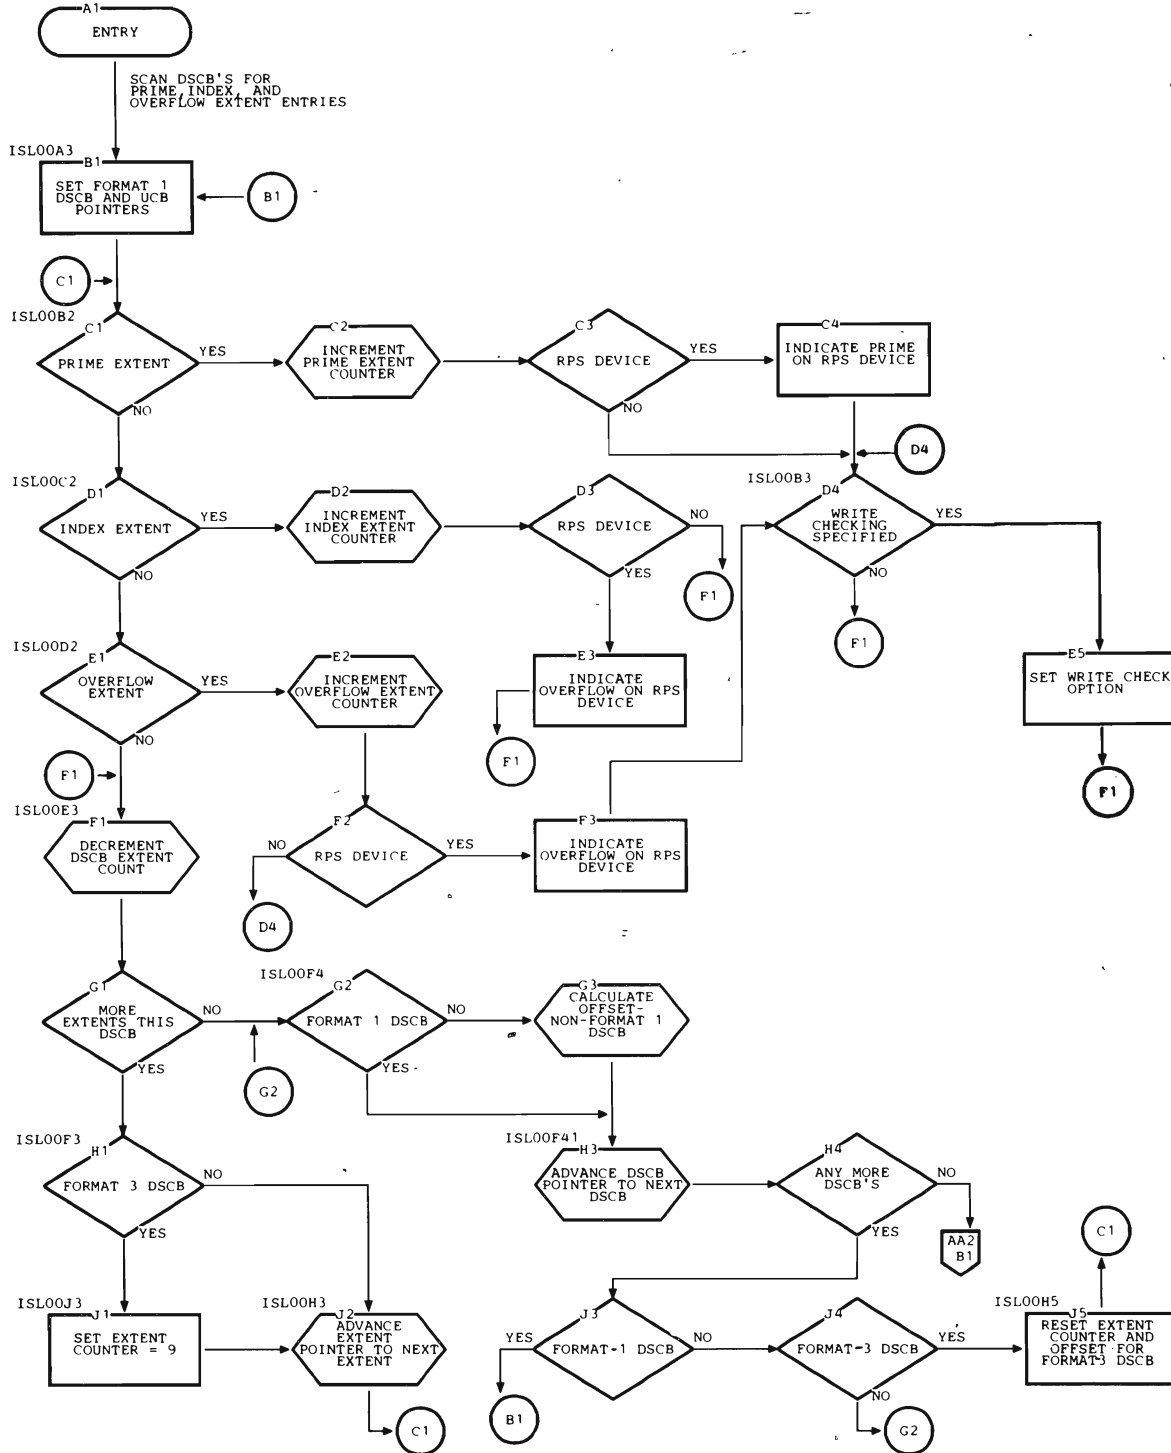 A1
ENTRY
SCAN DSCB'S FOR
PRIME, INDEX, AND
OVERFLOW EXTENT ENTRIES
ISL00A3
B1
SET FORMAT 1
DSCB AND UCB
POINTERS
B1
C1
ISL00B2
C1
PRIME EXTENT
YES
NO
C2
INCREMENT
PRIME EXTENT
COUNTER
C3
RPS DEVICE
YES
NO
C4
INDICATE PRIME
ON RPS DEVICE
D4
ISL00C2
D1
INDEX EXTENT
YES
NO
D2
INCREMENT
INDEX EXTENT
COUNTER
D3
RPS DEVICE
NO
YES
F1
ISL00B3
D4
WRITE
CHECKING
SPECIFIED
YES
NO
F1
ISL00D2
E1
OVERFLOW
EXTENT
YES
NO
E2
INCREMENT
OVERFLOW EXTENT
COUNTER
E3
INDICATE
OVERFLOW ON RPS
DEVICE
F1
E5
SET WRITE CHECK
OPTION
F1
F1
ISL00E3
F1
DECREMENT
DSCB EXTENT
COUNT
F2
RPS DEVICE
NO
YES
D4
F3
INDICATE
OVERFLOW ON RPS
DEVICE
G1
MORE
EXTENTS THIS
DSCB
NO
YES
G2
ISL00F4
G2
FORMAT 1 DSCB
NO
YES
G3
CALCULATE
OFFSET-
NON-FORMAT 1
DSCB
ISL00F3
H1
FORMAT 3 DSCB
NO
YES
ISL00F41
H3
ADVANCE DSCB
POINTER TO NEXT
DSCB
H4
ANY MORE
DSCB'S
NO
YES
AA2
B1
C1
ISL00J3
J1
SET EXTENT
COUNTER = 9
ISL00H3
J2
ADVANCE
EXTENT
POINTER TO NEXT
EXTENT
C1
J3
FORMAT-1 DSCB
YES
NO
B1
J4
FORMAT-3 DSCB
YES
NO
G2
ISL00H5
J5
RESET EXTENT
COUNTER AND
OFFSET FOR
FORMAT-3 DSCB